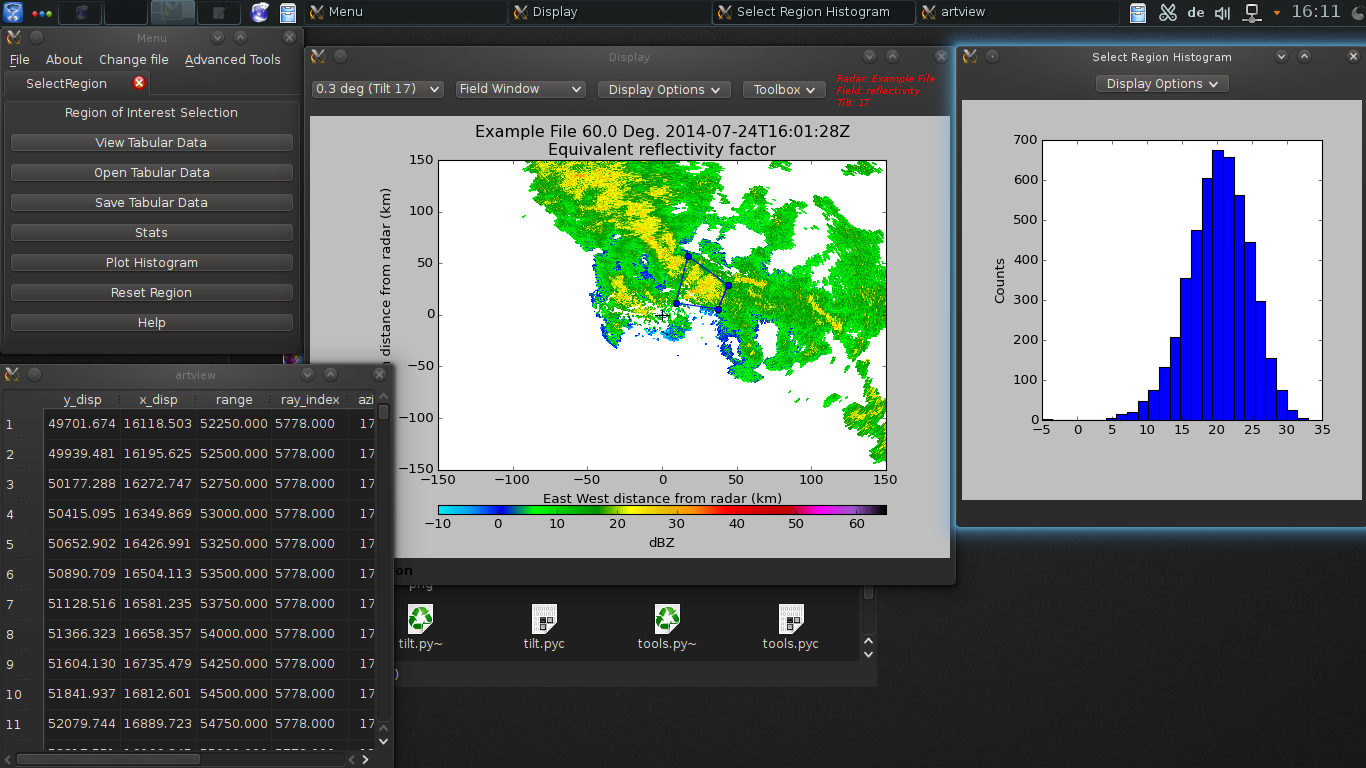 Menu
Display
Select Region Histogram
artview
de
16:11
Menu
File About Change file Advanced Tools
SelectRegion
Region of Interest Selection
View Tabular Data
Open Tabular Data
Save Tabular Data
Stats
Plot Histogram
Reset Region
Help
Display
0.3 deg (Tilt 17)
Field Window
Display Options
Toolbox
Radar: Example File
Field: reflectivity
Tilt: 17
Example File 60.0 Deg. 2014-07-24T16:01:28Z
Equivalent reflectivity factor
150
100
50
0
−50
−100
−150
distance from radar (km)
−150 −100 −50 0 50 100 150
East West distance from radar (km)
−10 0 10 20 30 40 50 60
dBZ
Select Region Histogram
Display Options
700
600
500
400
300
200
100
0
Counts
−5 0 5 10 15 20 25 30 35
artview
y_disp x_disp range ray_index azi
1 49701.674 16118.503 52250.000 5778.000 17
2 49939.481 16195.625 52500.000 5778.000 17
3 50177.288 16272.747 52750.000 5778.000 17
4 50415.095 16349.869 53000.000 5778.000 17
5 50652.902 16426.991 53250.000 5778.000 17
6 50890.709 16504.113 53500.000 5778.000 17
7 51128.516 16581.235 53750.000 5778.000 17
8 51366.323 16658.357 54000.000 5778.000 17
9 51604.130 16735.479 54250.000 5778.000 17
10 51841.937 16812.601 54500.000 5778.000 17
11 52079.744 16889.723 54750.000 5778.000 17
on
png
tilt.py~
tilt.pyc
tools.py~
tools.pyc
)